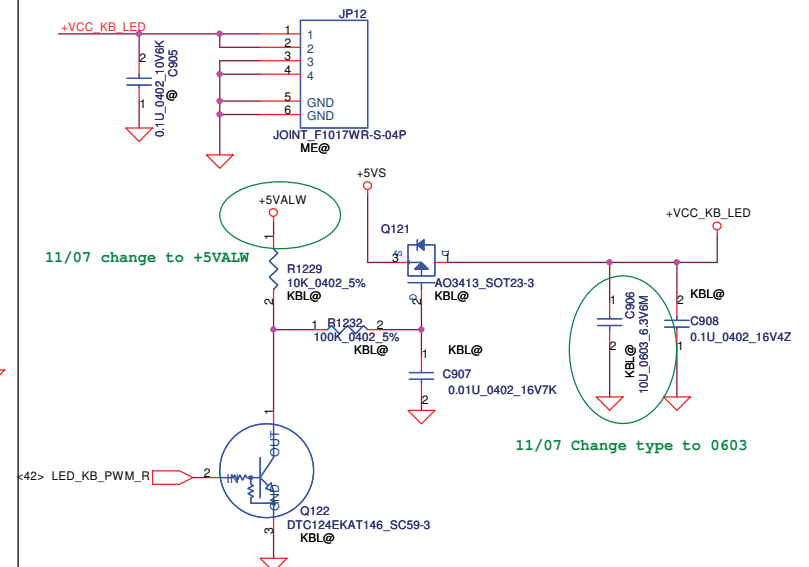 JP12
+VCC_KB_LED
1 1
2 2
3 3
4 4
5 GND
6 GND
2
1
0.1U_0402_10V6K
C905
@
JOINT_F1017WR-S-04P
ME@
+5VS
+5VALW
+VCC_KB_LED
11/07 change to +5VALW
1
R1229
10K_0402_5%
KBL@
2
Q121
3 S
D 1
G
2
AO3413_SOT23-3
KBL@
1 R1232 2
100K_0402_5%
KBL@
1
KBL@
C907
0.01U_0402_16V7K
2
1
C906
2
KBL@
10U_0603_6.3V6M
2
KBL@
C908
0.1U_0402_16V4Z
1
11/07 Change type to 0603
1
OUT
<42> LED_KB_PWM_R
2
IN
GND
3
Q122
DTC124EKAT146_SC59-3
KBL@